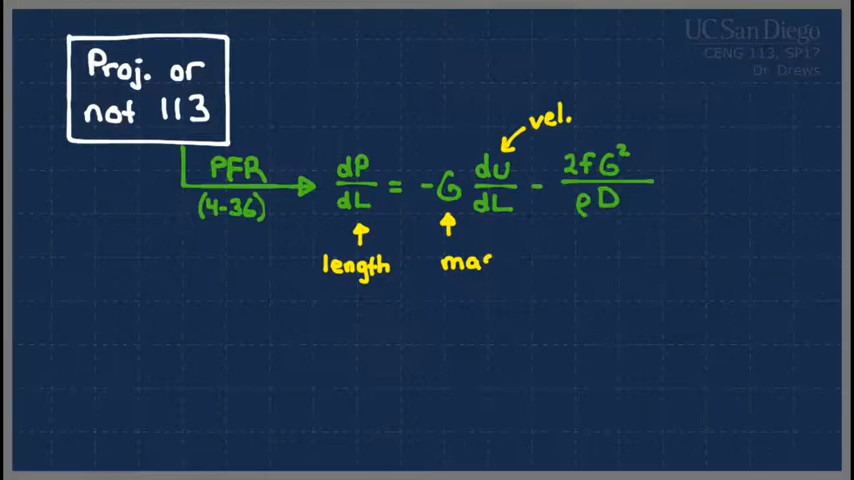 UC San Diego
CENG 113, SP17
Dr. Drews
Proj. or
not 113
PFR
(4-36)
dP/dL = -G du/dL - 2fG²/ρD
vel.
length
mas